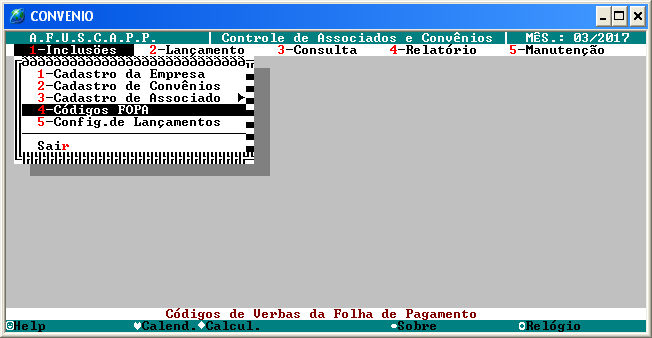 CONVENIO
A.F.U.S.C.A.P.P. | Controle de Associados e Convênios | MÊS.: 03/2017
1-Inclusões 2-Lançamento 3-Consulta 4-Relatório 5-Manutenção
1-Cadastro da Empresa
2-Cadastro de Convênios
3-Cadastro de Associado
4-Códigos FOPA
5-Config.de Lançamentos
Sair
Códigos de Verbas da Folha de Pagamento
Help Calend. Calcul. Sobre Relógio